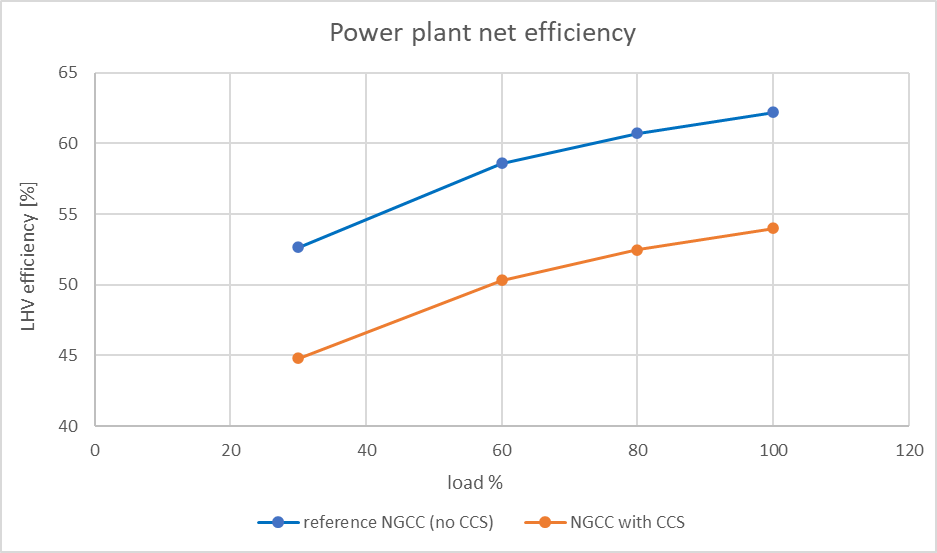 Power plant net efficiency
LHV efficiency [%]
65
60
55
50
45
40
0 20 40 60 80 100 120
load %
reference NGCC (no CCS) NGCC with CCS